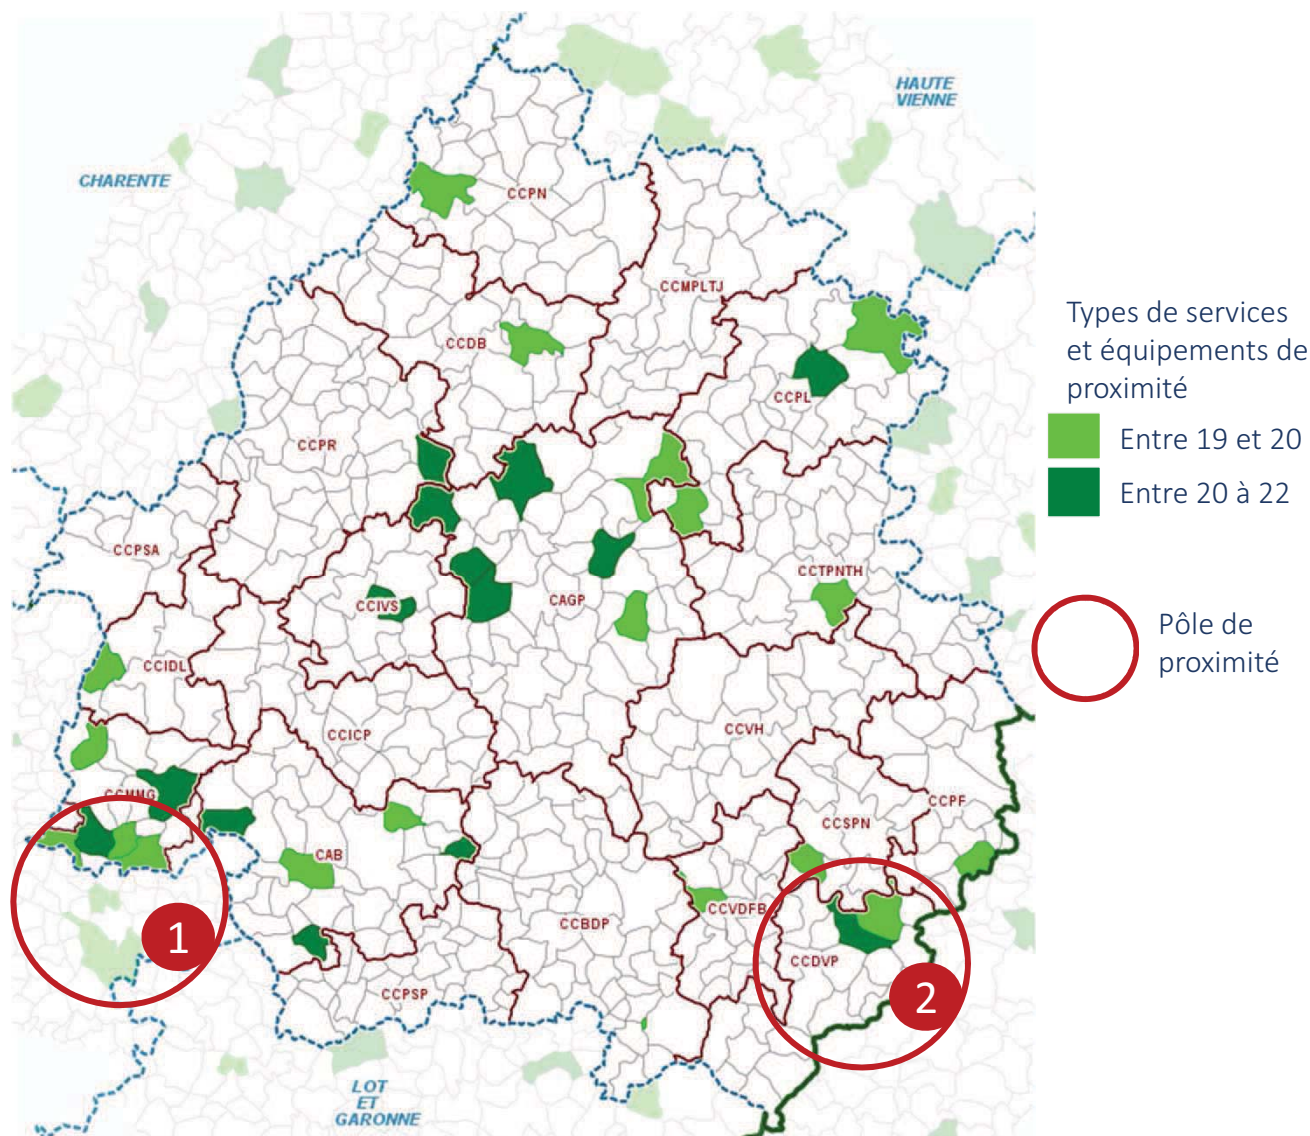 HAUTE
VIENNE
CHARENTE
CCPN
CCMPLTJ
CCDB
CCPL
CCPR
CCPSA
CCTPNTH
CCIVS
CAGP
CCIDL
CCICP
CCVH
CCMMG
CCPF
CCSPN
CAB
CCBDP
CCVDFB
CCDVP
CCPSP
LOT
ET
GARONNE
1
2
Types de services
et équipements de
proximité
Entre 19 et 20
Entre 20 à 22
Pôle de
proximité